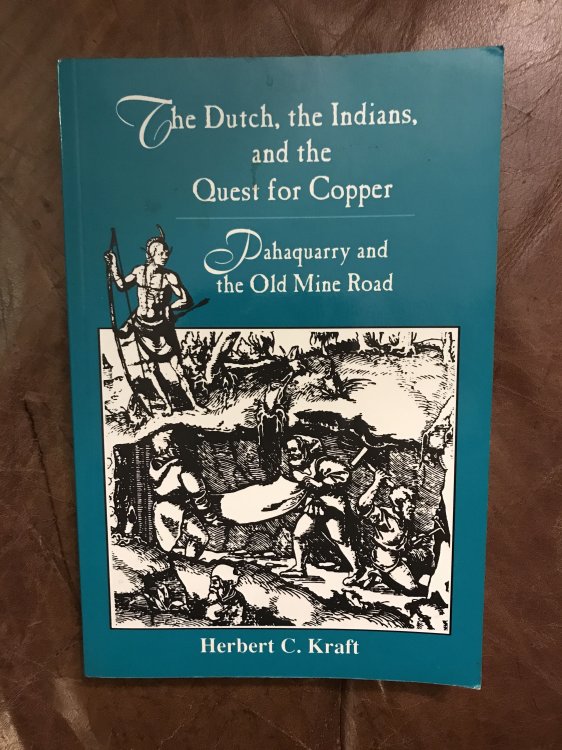 The Dutch, the Indians,
and the
Quest for Copper
Pahaquarry and
the Old Mine Road
Herbert C. Kraft